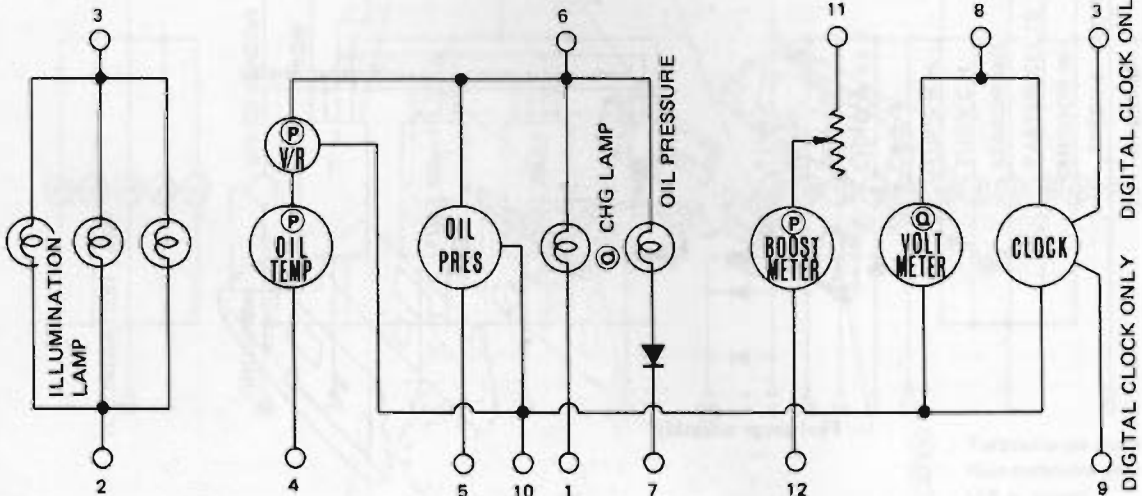 3
6
11
8
3
DIGITAL CLOCK ONLY
ILLUMINATION
LAMP
P
V/R
P
OIL
TEMP
OIL
PRES
Q CHG LAMP
OIL PRESSURE
P
BOOST
METER
Q
VOLT
METER
CLOCK
DIGITAL CLOCK ONLY
2
4
5
10
1
7
12
9